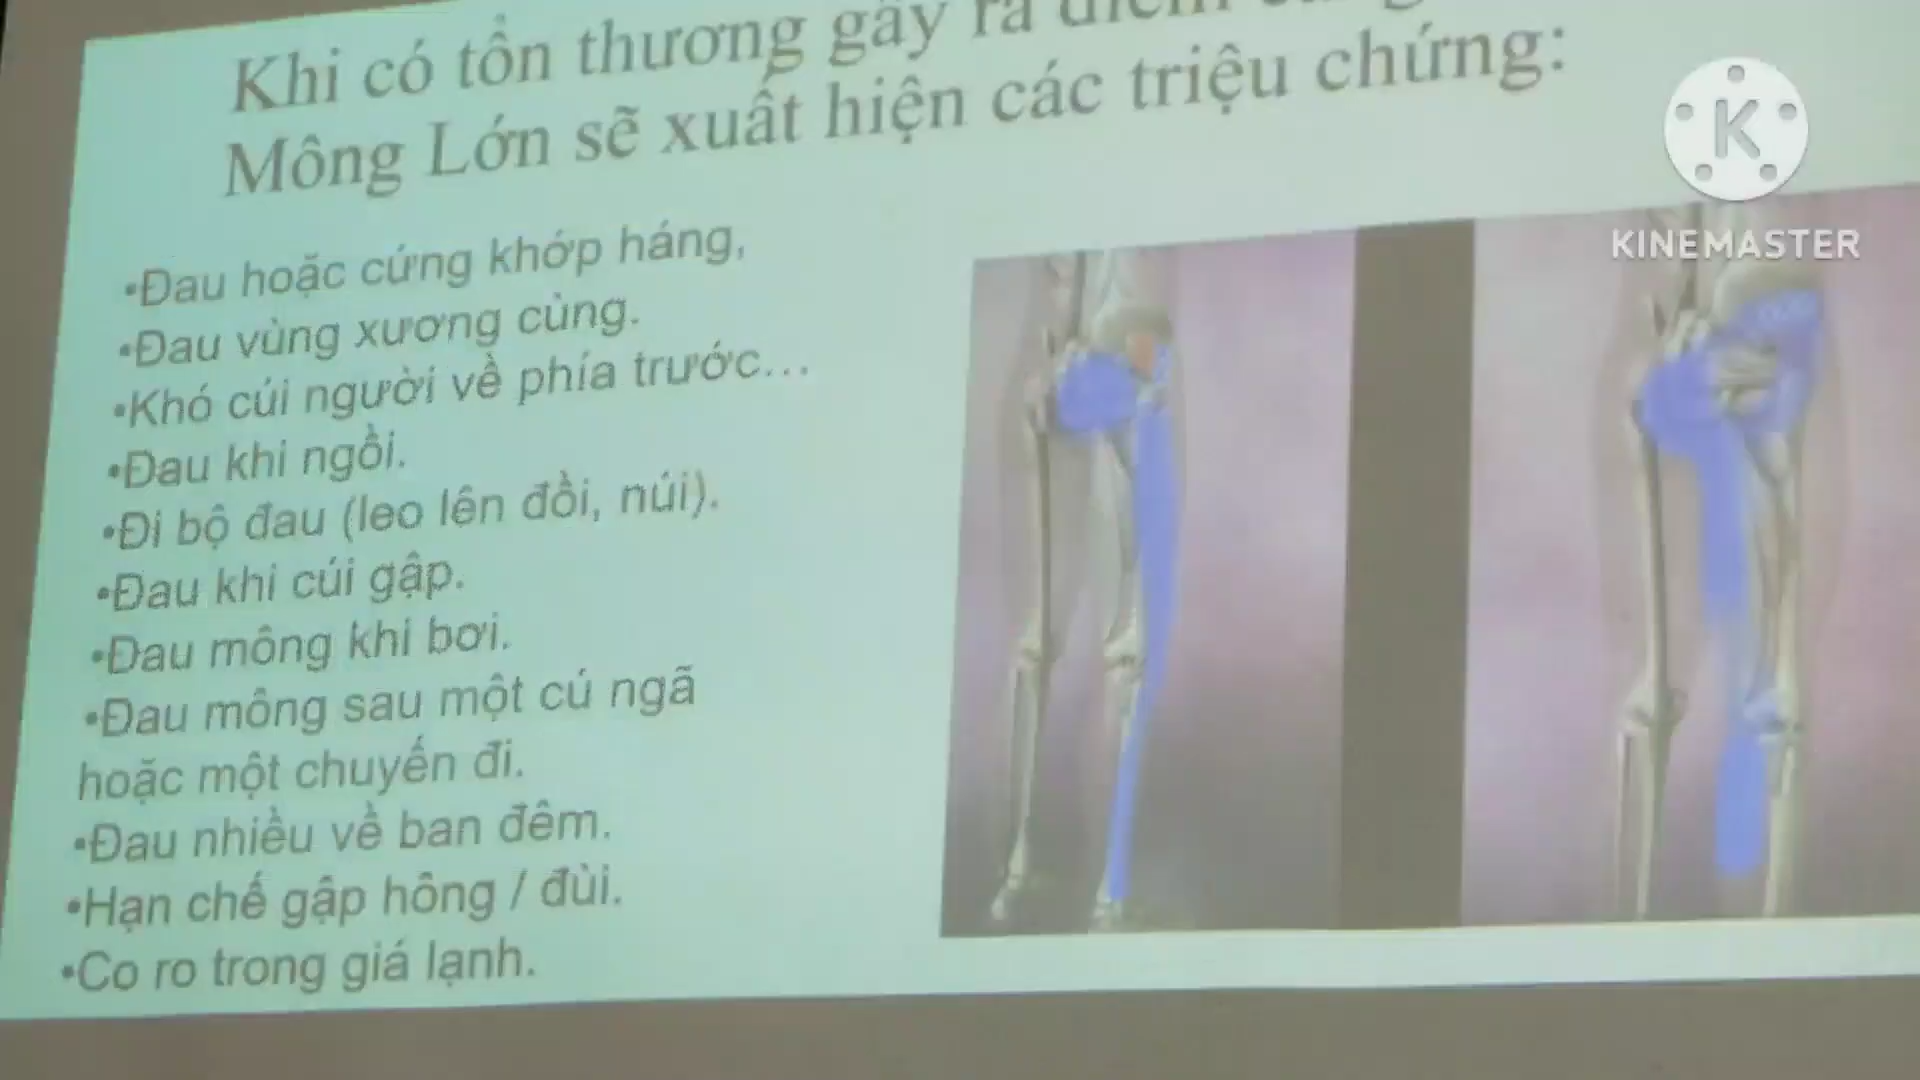 Khi có tổn thương gây ra điểm
Mông Lớn sẽ xuất hiện các triệu chứng:
K
KINEMASTER
•Đau hoặc cứng khớp háng,
•Đau vùng xương cùng.
•Khó cúi người về phía trước...
•Đau khi ngồi.
•Đi bộ đau (leo lên đồi, núi).
•Đau khi cúi gập.
•Đau mông khi bơi.
•Đau mông sau một cú ngã
hoặc một chuyến đi.
•Đau nhiều về ban đêm.
•Hạn chế gập hông / đùi.
•Co ro trong giá lạnh.